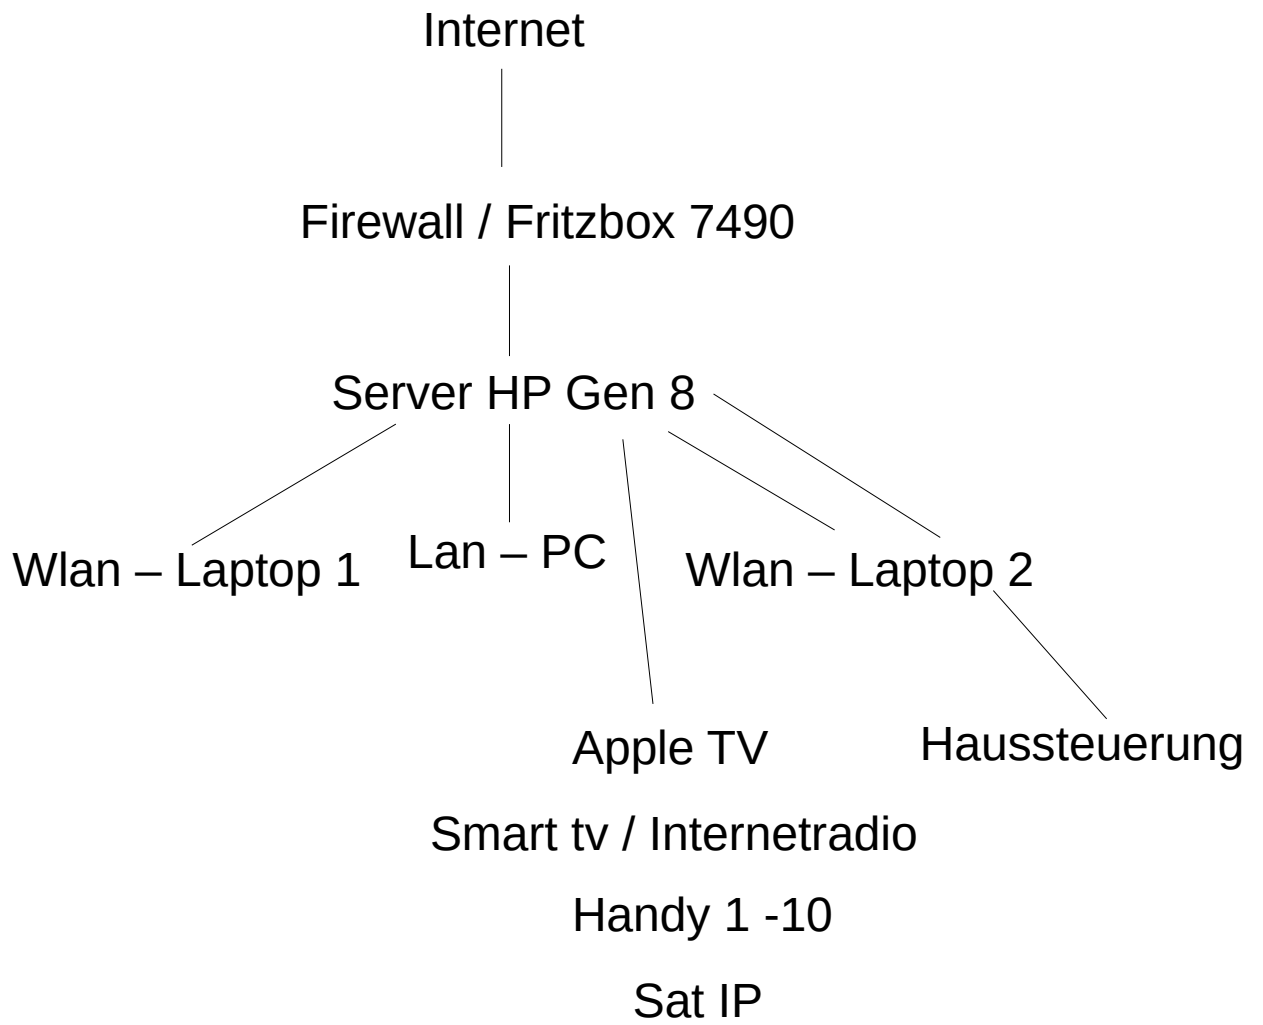 Internet
Firewall / Fritzbox 7490
Server HP Gen 8
Wlan – Laptop 1
Lan – PC
Wlan – Laptop 2
Apple TV
Haussteuerung
Smart tv / Internetradio
Handy 1 -10
Sat IP